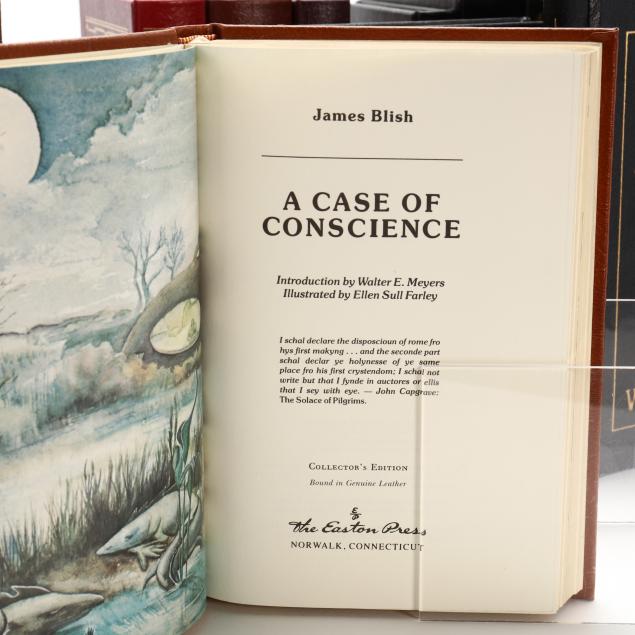 James Blish
A CASE OF
CONSCIENCE
Introduction by Walter E. Meyers
Illustrated by Ellen Sull Farley
I schal declare the disposcioun of rome fro
hys first makyng . . . and the seconde part
schal declar ye holynesse of ye same
place fro his first crystendom; I schal not
write but that I fynde in auctores or ellis
that I sey with eye. — John Capgrave:
The Solace of Pilgrims.
COLLECTOR'S EDITION
Bound in Genuine Leather
The Easton Press
NORWALK, CONNECTICUT
W